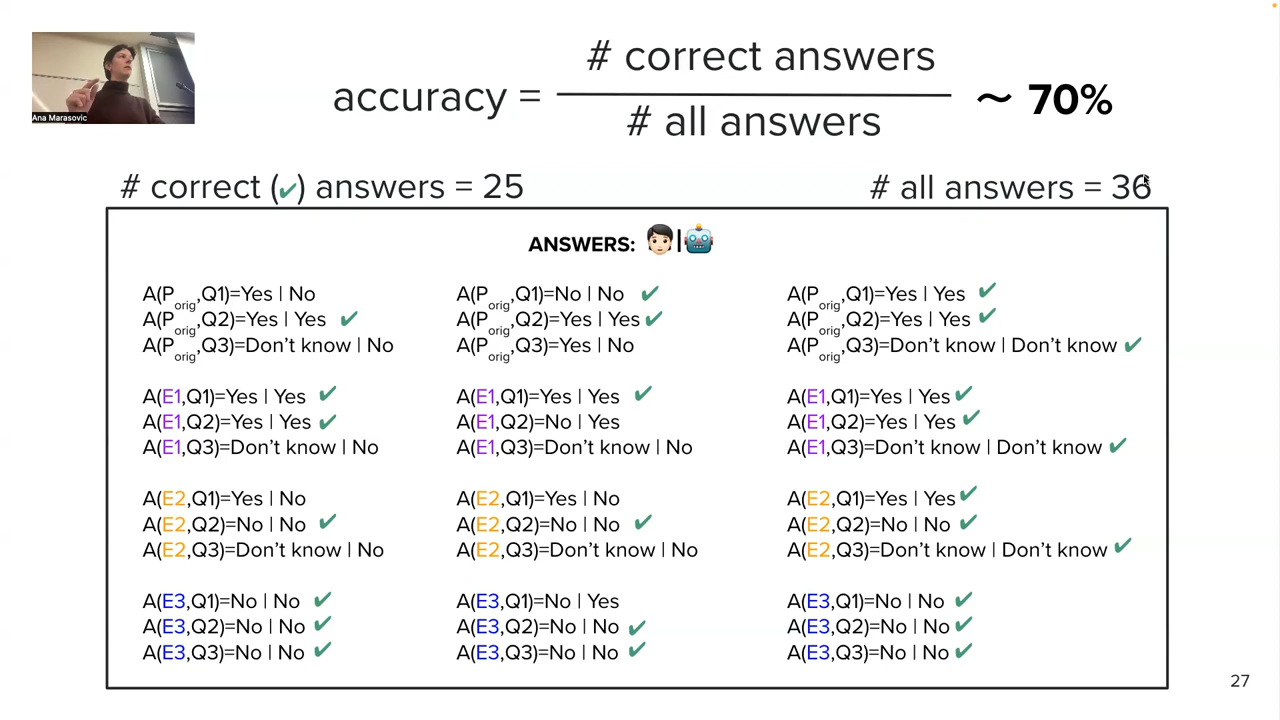 Ana Marasovic
accuracy = # correct answers / # all answers ~ 70%
# correct (✔) answers = 25
# all answers = 36
ANSWERS: 🧑🏻|🤖
A(Porig,Q1)=Yes | No
A(Porig,Q2)=Yes | Yes ✔
A(Porig,Q3)=Don’t know | No
A(E1,Q1)=Yes | Yes ✔
A(E1,Q2)=Yes | Yes ✔
A(E1,Q3)=Don’t know | No
A(E2,Q1)=Yes | No
A(E2,Q2)=No | No ✔
A(E2,Q3)=Don’t know | No
A(E3,Q1)=No | No ✔
A(E3,Q2)=No | No ✔
A(E3,Q3)=No | No ✔
A(Porig,Q1)=No | No ✔
A(Porig,Q2)=Yes | Yes ✔
A(Porig,Q3)=Yes | No
A(E1,Q1)=Yes | Yes ✔
A(E1,Q2)=No | Yes
A(E1,Q3)=Don’t know | No
A(E2,Q1)=Yes | No
A(E2,Q2)=No | No ✔
A(E2,Q3)=Don’t know | No
A(E3,Q1)=No | Yes
A(E3,Q2)=No | No ✔
A(E3,Q3)=No | No ✔
A(Porig,Q1)=Yes | Yes ✔
A(Porig,Q2)=Yes | Yes ✔
A(Porig,Q3)=Don’t know | Don’t know ✔
A(E1,Q1)=Yes | Yes ✔
A(E1,Q2)=Yes | Yes ✔
A(E1,Q3)=Don’t know | Don’t know ✔
A(E2,Q1)=Yes | Yes ✔
A(E2,Q2)=No | No ✔
A(E2,Q3)=Don’t know | Don’t know ✔
A(E3,Q1)=No | No ✔
A(E3,Q2)=No | No ✔
A(E3,Q3)=No | No ✔
27